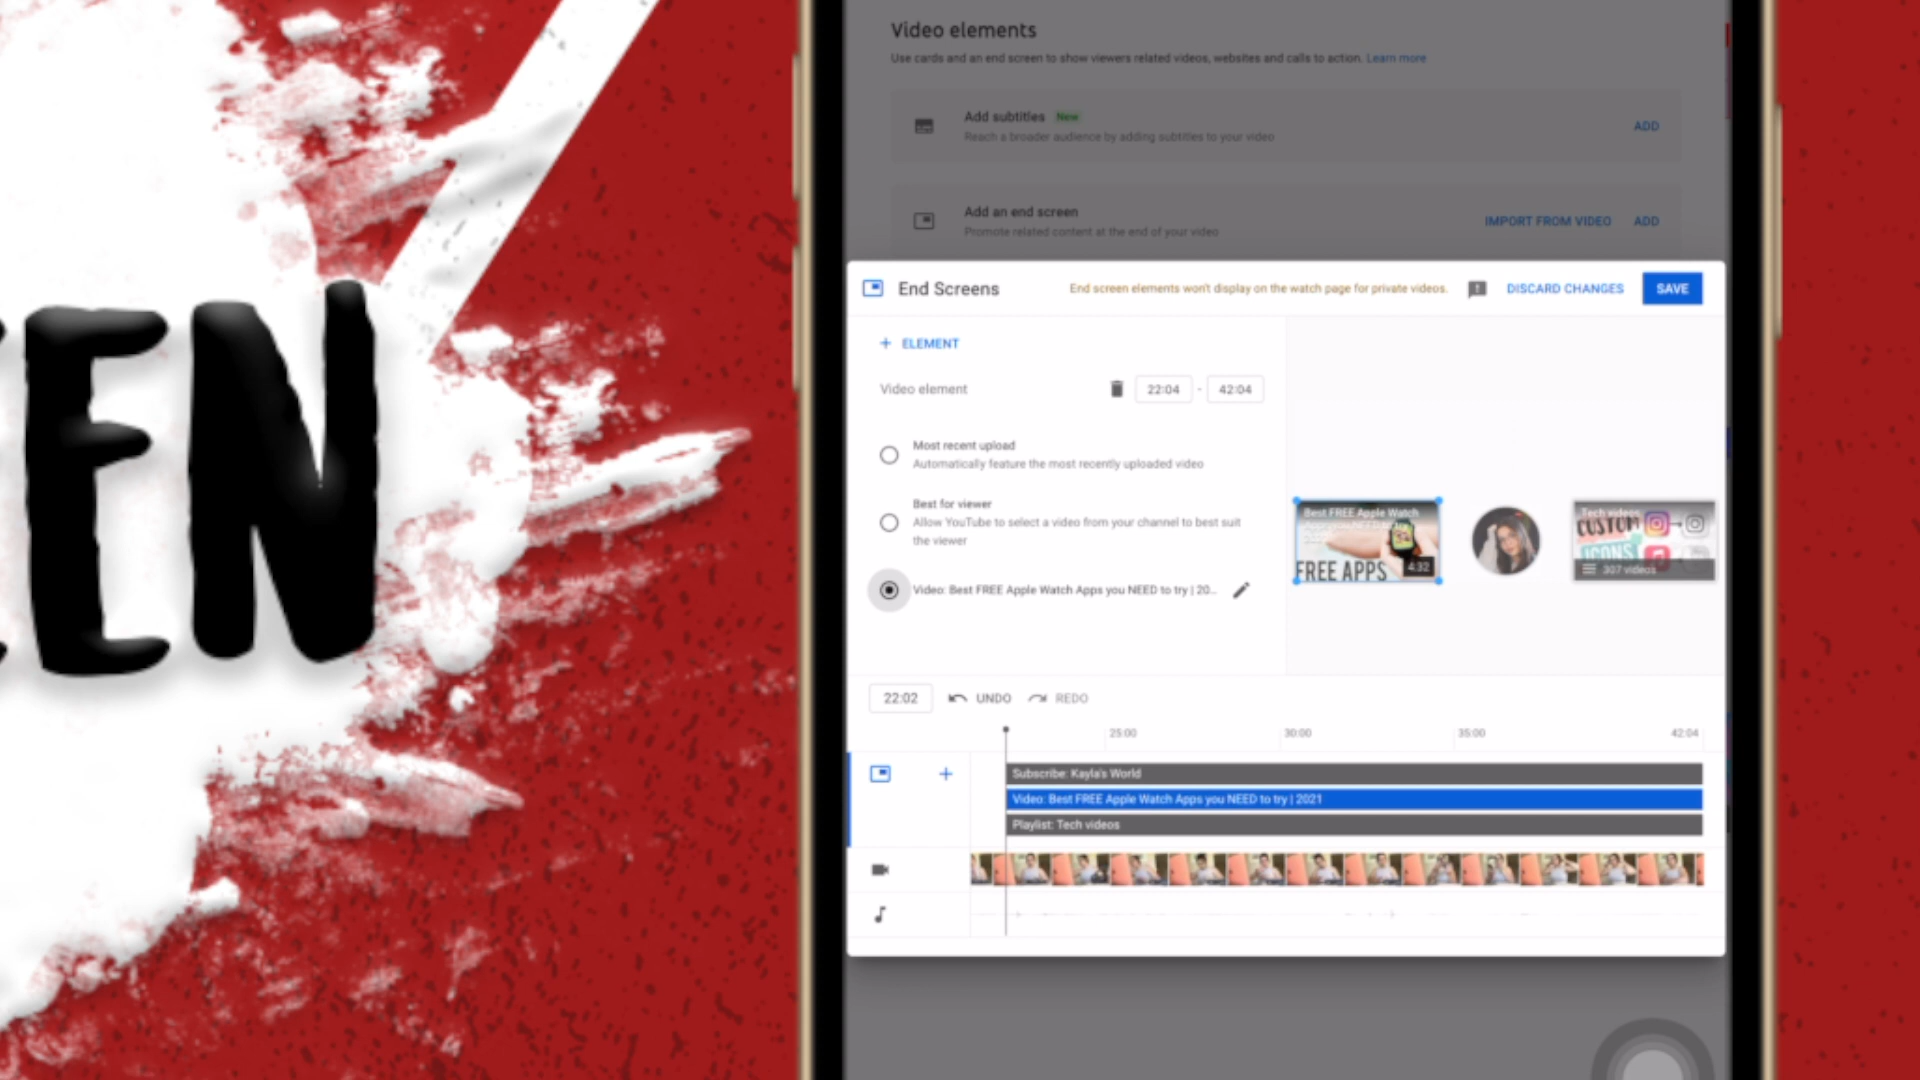 EEN
Video elements
Use cards and an end screen to show viewers related videos, websites and calls to action. Learn more
Add subtitles New
Reach a broader audience by adding subtitles to your video
ADD
Add an end screen
Promote related content at the end of your video
IMPORT FROM VIDEO ADD
End Screens
End screen elements won't display on the watch page for private videos.
DISCARD CHANGES
SAVE
+ ELEMENT
Video element
22:04 - 42:04
Most recent upload
Automatically feature the most recently uploaded video
Best for viewer
Allow YouTube to select a video from your channel to best suit
the viewer
Video: Best FREE Apple Watch Apps you NEED to try | 20...
Best FREE Apple Watch
FREE APPS
4:32
Tech videos
CUSTOM
ICONS
307 videos
22:02
UNDO
REDO
25:00
30:00
35:00
42:04
Subscribe: Kayla's World
Video: Best FREE Apple Watch Apps you NEED to try | 2021
Playlist: Tech videos